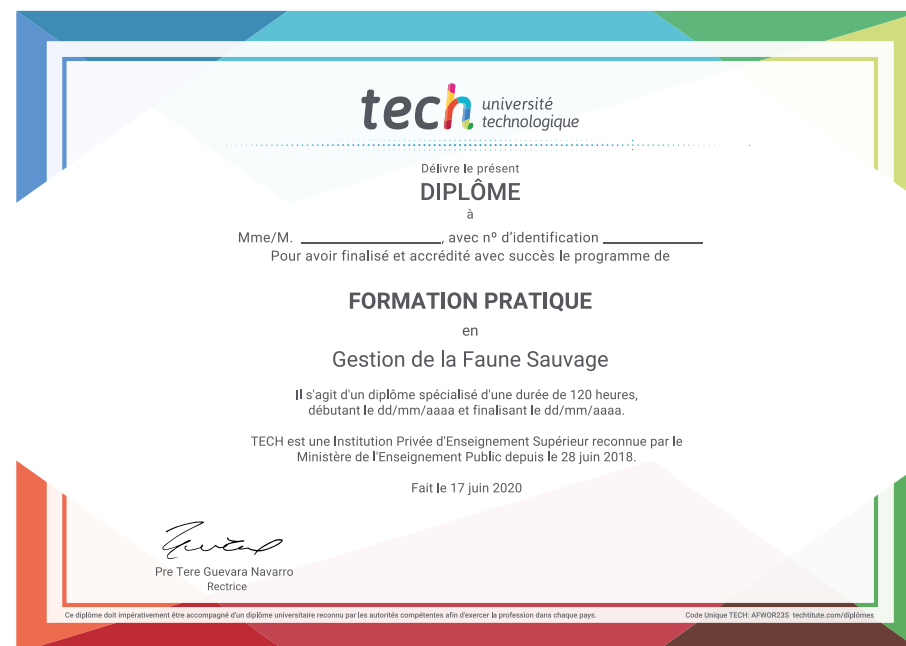 tech université
technologique
Délivre le présent
DIPLÔME
à
Mme/M. ____________________, avec nº d'identification ______________
Pour avoir finalisé et accrédité avec succès le programme de
FORMATION PRATIQUE
en
Gestion de la Faune Sauvage
Il s'agit d'un diplôme spécialisé d'une durée de 120 heures,
débutant le dd/mm/aaaa et finalisant le dd/mm/aaaa.
TECH est une Institution Privée d'Enseignement Supérieur reconnue par le
Ministère de l'Enseignement Public depuis le 28 juin 2018.
Fait le 17 juin 2020
Pre Tere Guevara Navarro
Rectrice
Ce diplôme doit impérativement être accompagné d'un diplôme universitaire reconnu par les autorités compétentes afin d'exercer la profession dans chaque pays.
Code Unique TECH: AFWOR23S techtitute.com/diplômes